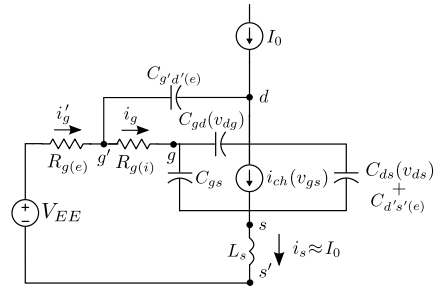 I_0
C_{g'd'(e)}
d
i'_g
i_g
C_{gd}(v_{dg})
R_{g(e)}
g'
R_{g(i)}
g
C_{gs}
i_{ch}(v_{gs})
C_{ds}(v_{ds})
+
C_{d's'(e)}
+
−
V_{EE}
s
L_s
i_s≈I_0
s'